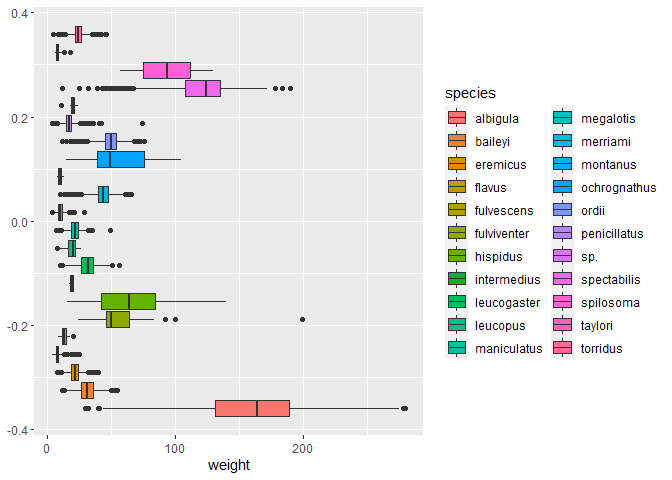 0.4
0.2
0.0
-0.2
-0.4
0
100
200
weight
species
albigula
baileyi
eremicus
flavus
fulvescens
fulviventer
hispidus
intermedius
leucogaster
leucopus
maniculatus
megalotis
merriami
montanus
ochrognathus
ordii
penicillatus
sp.
spectabilis
spilosoma
taylori
torridus